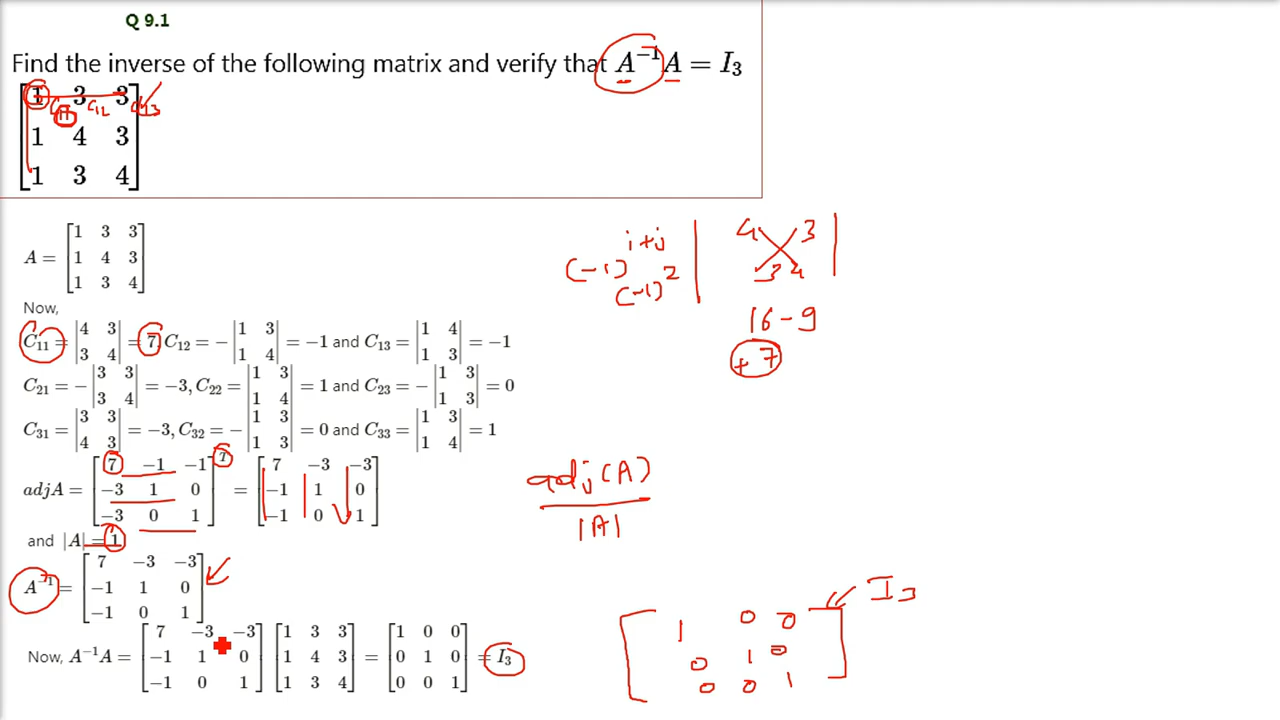 Q 9.1
Find the inverse of the following matrix and verify that A⁻¹A = I₃
[1 3 3]
C11 C12 C13
[1 4 3]
[1 3 4]
A = [1 3 3; 1 4 3; 1 3 4]
Now,
C₁₁ = |4 3; 3 4| = 7, C₁₂ = −|1 3; 1 4| = −1 and C₁₃ = |1 4; 1 3| = −1
C₂₁ = −|3 3; 3 4| = −3, C₂₂ = |1 3; 1 4| = 1 and C₂₃ = −|1 3; 1 3| = 0
C₃₁ = |3 3; 4 3| = −3, C₃₂ = −|1 3; 1 3| = 0 and C₃₃ = |1 3; 1 4| = 1
adjA = [7 −1 −1; −3 1 0; −3 0 1]ᵀ = [7 −3 −3; −1 1 0; −1 0 1]
and |A| = 1
A⁻¹ = [7 −3 −3; −1 1 0; −1 0 1]
Now, A⁻¹A = [7 −3 −3; −1 1 0; −1 0 1] [1 3 3; 1 4 3; 1 3 4] = [1 0 0; 0 1 0; 0 0 1] = I₃
(-1)^i+j | 4 3
(-1)² 3 4 |
16 - 9
+ 7
adj(A)
|A|
I3
1 0 0
0 1 0
0 0 1